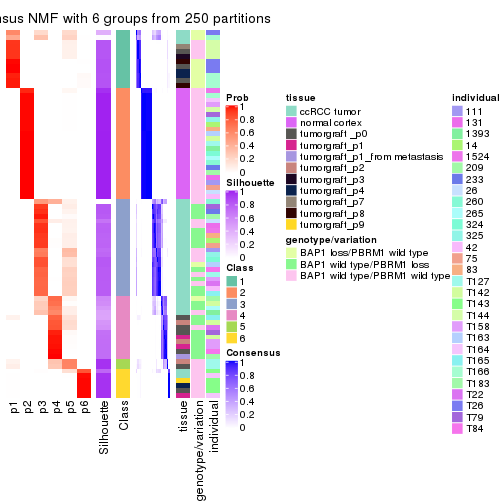 sus NMF with 6 groups from 250 partitions
p1
p2
p3
p4
p5
p6
Silhouette
Class
tissue
genotype/variation
individual
Prob
1
0.8
0.6
0.4
0.2
0
Silhouette
1
0.8
0.6
0.4
0.2
0
Class
1
2
3
4
5
6
Consensus
1
0.8
0.6
0.4
0.2
0
tissue
ccRCC tumor
normal cortex
tumorgraft _p0
tumorgraft_p1
tumorgraft_p1_from metastasis
tumorgraft_p2
tumorgraft_p3
tumorgraft_p4
tumorgraft_p7
tumorgraft_p8
tumorgraft_p9
genotype/variation
BAP1 loss/PBRM1 wild type
BAP1 wild type/PBRM1 loss
BAP1 wild type/PBRM1 wild type
individual
111
131
1393
14
1524
209
233
26
260
265
324
325
42
75
83
T127
T142
T143
T144
T158
T163
T164
T165
T166
T183
T22
T26
T79
T84